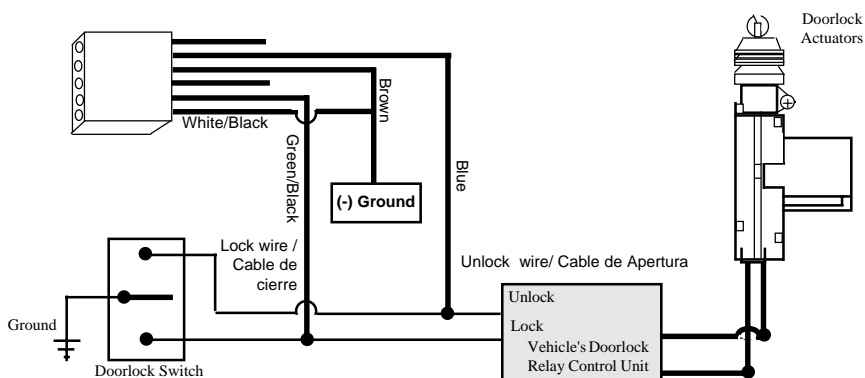 Doorlock
Actuators
White/Black
Brown
Green/Black
Blue
(-) Ground
Lock wire /
Cable de
cierre
Unlock wire/ Cable de Apertura
Unlock
Lock
Vehicle's Doorlock
Relay Control Unit
Ground
Doorlock Switch